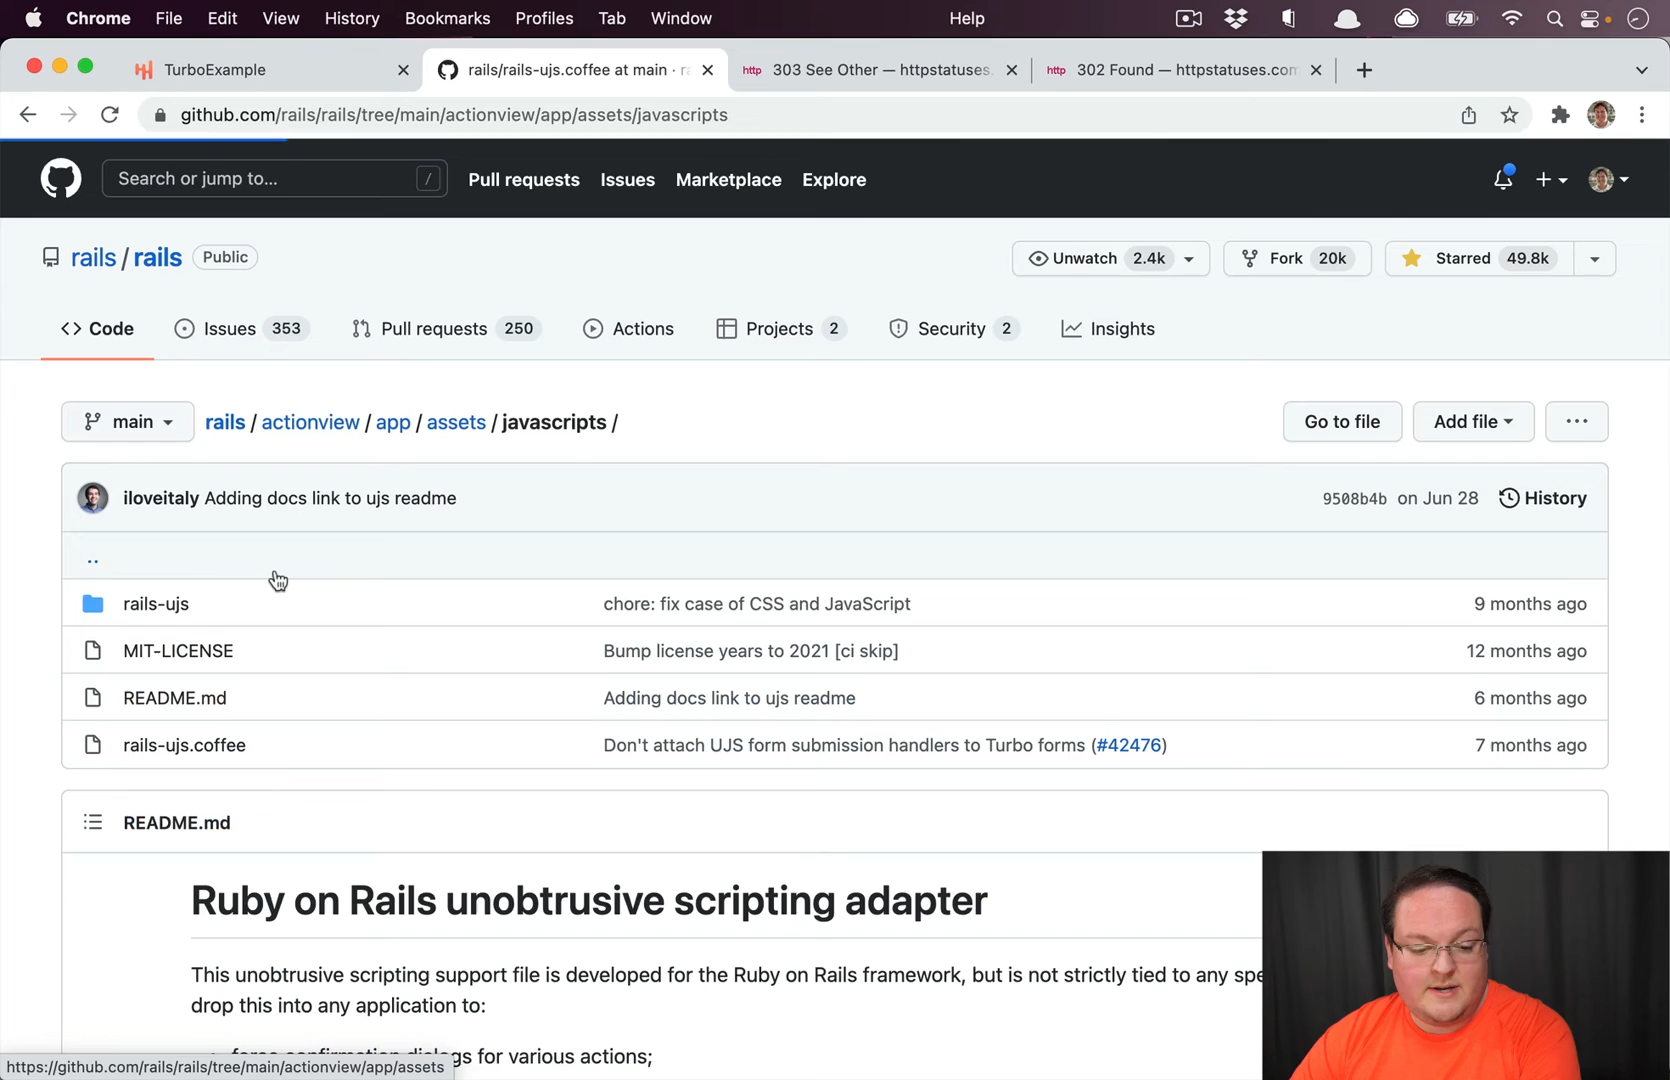 Chrome File Edit View History Bookmarks Profiles Tab Window Help
TurboExample
rails/rails-ujs.coffee at main · ra
http 303 See Other — httpstatuses.
http 302 Found — httpstatuses.com
github.com/rails/rails/tree/main/actionview/app/assets/javascripts
Search or jump to... /
Pull requests Issues Marketplace Explore
rails / rails Public
Unwatch 2.4k Fork 20k Starred 49.8k
Code Issues 353 Pull requests 250 Actions Projects 2 Security 2 Insights
main rails / actionview / app / assets / javascripts / Go to file Add file ...
iloveitaly Adding docs link to ujs readme 9508b4b on Jun 28 History
..
rails-ujs chore: fix case of CSS and JavaScript 9 months ago
MIT-LICENSE Bump license years to 2021 [ci skip] 12 months ago
README.md Adding docs link to ujs readme 6 months ago
rails-ujs.coffee Don't attach UJS form submission handlers to Turbo forms (#42476) 7 months ago
README.md
Ruby on Rails unobtrusive scripting adapter
This unobtrusive scripting support file is developed for the Ruby on Rails framework, but is not strictly tied to any
drop this into any application to:
force confirmation dialogs for various actions;
https://github.com/rails/rails/tree/main/actionview/app/assets